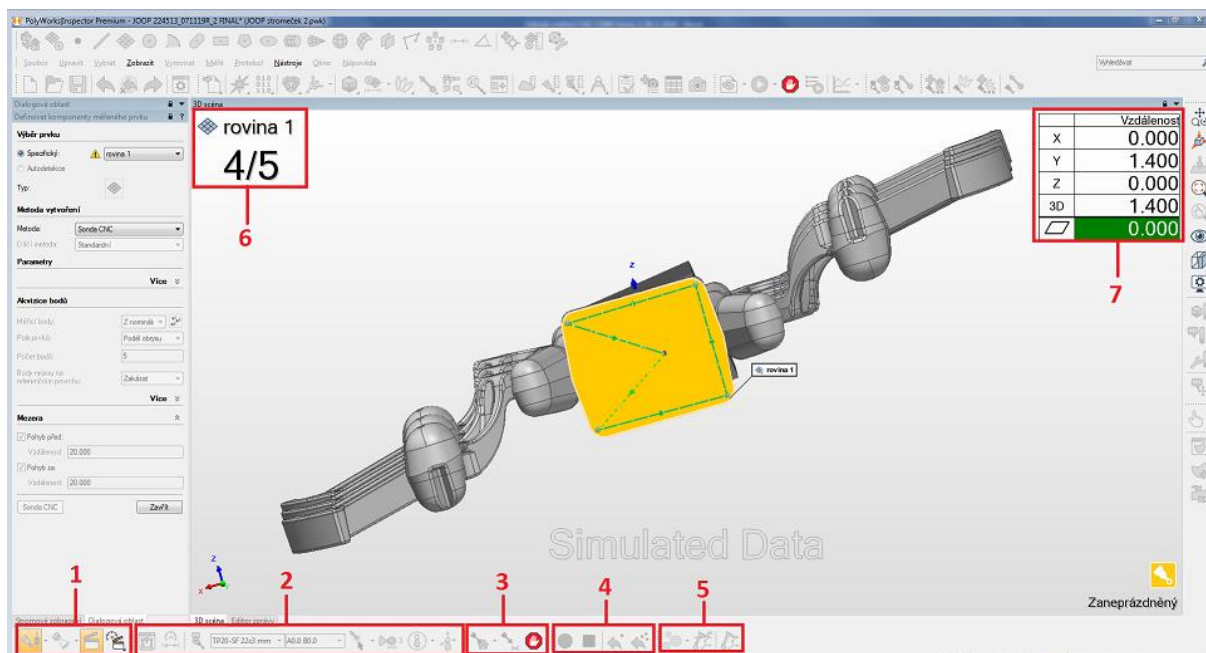 PolyWorks|Inspector Premium - JOOP 224513_071119R_2 FINAL* (JOOP stromeček 2.pwk)
Soubor Upravit Vybrat Zobrazit Vyrovnat Měřit Protokol Nástroje Okno Nápověda
Vyhledávat
Dialogová oblast
3D scéna
Definovat komponenty měřeného prvku
Výběr prvku
Specifický: rovina 1
Autodetekce
Typ:
Metoda vytvoření
Metoda: Sonda CNC
Dílčí metoda: Standardní
Parametry
Více
Akvizice bodů
Měřicí body: Z nomináln
Pole prvků: Podél obrysu
Počet bodů: 5
Body nejsou na
referenčním povrchu: Zakázat
Více
Mezera
Pohyb před:
Vzdálenost 20.000
Pohyb za:
Vzdálenost 20.000
Sonda CNC Zavřít
rovina 1
4/5
6
Vzdálenost
X 0.000
Y 1.400
Z 0.000
3D 1.400
0.000
7
z
rovina 1
Simulated Data
z
x
Zaneprázdněný
1
2
3
4
5
Stromové zobrazení Dialogová oblast
3D scéna Editor zprávy
TP20-SF 22x3 mm A0.0 B0.0